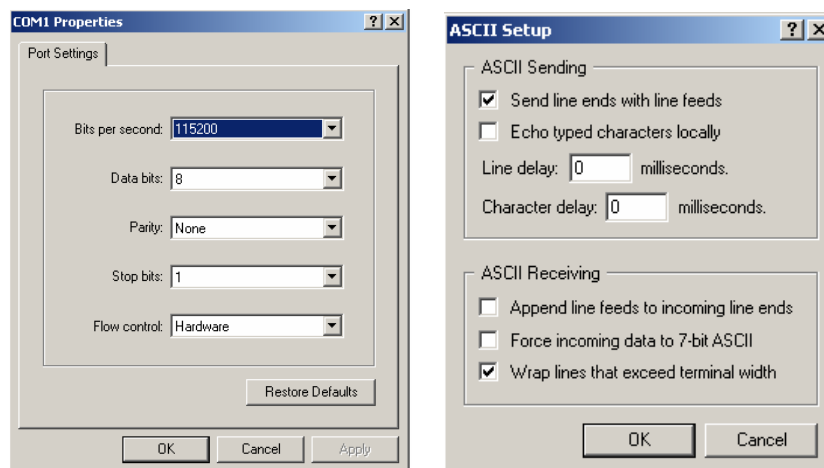 COM1 Properties
Port Settings
Bits per second: 115200
Data bits: 8
Parity: None
Stop bits: 1
Flow control: Hardware
Restore Defaults
OK Cancel Apply
ASCII Setup
ASCII Sending
Send line ends with line feeds
Echo typed characters locally
Line delay: 0 milliseconds.
Character delay: 0 milliseconds.
ASCII Receiving
Append line feeds to incoming line ends
Force incoming data to 7-bit ASCII
Wrap lines that exceed terminal width
OK Cancel